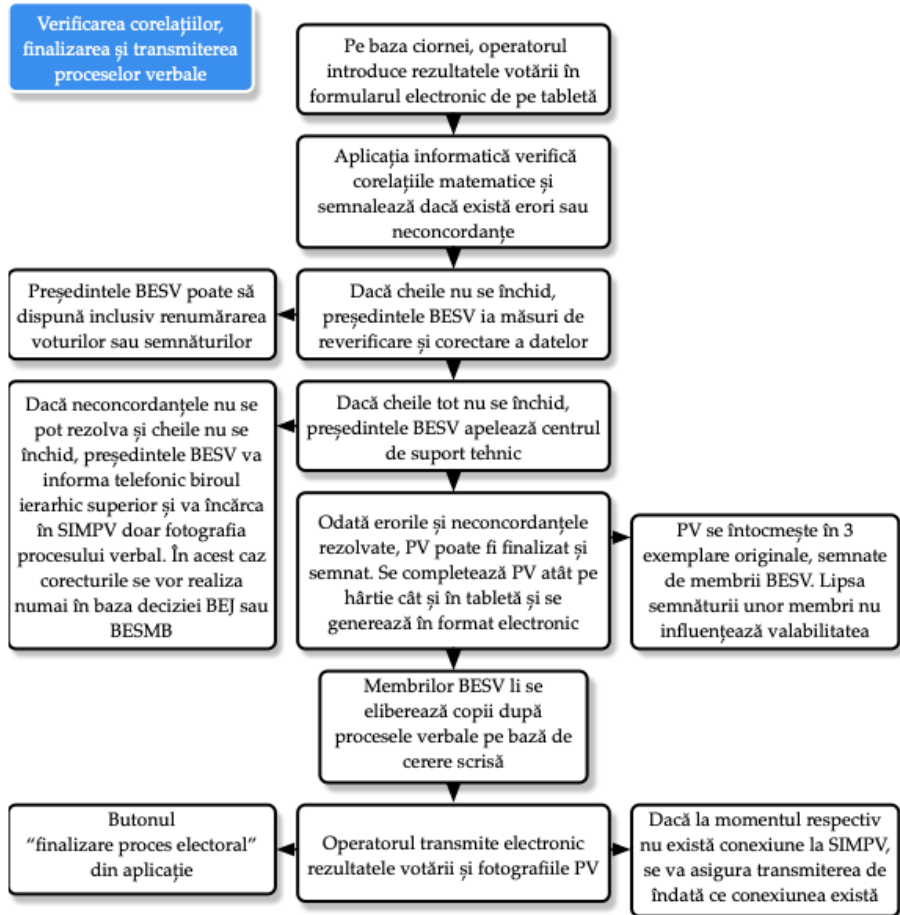 Verificarea corelațiilor,
finalizarea și transmiterea
proceselor verbale
Pe baza ciornei, operatorul
introduce rezultatele votării în
formularul electronic de pe tabletă
Aplicația informatică verifică
corelațiile matematice și
semnalează dacă există erori sau
neconcordanțe
Dacă cheile nu se închid,
președintele BESV ia măsuri de
reverificare și corectare a datelor
Președintele BESV poate să
dispună inclusiv renumărarea
voturilor sau semnăturilor
Dacă cheile tot nu se închid,
președintele BESV apelează centrul
de suport tehnic
Dacă neconcordanțele nu se
pot rezolva și cheile nu se
închid, președintele BESV va
informa telefonic biroul
ierarhic superior și va încărca
în SIMPV doar fotografia
procesului verbal. În acest caz
corecturile se vor realiza
numai în baza deciziei BEJ sau
BESMB
Odată erorile și neconcordanțele
rezolvate, PV poate fi finalizat și
semnat. Se completează PV atât pe
hârtie cât și în tabletă și se
generează în format electronic
PV se întocmește în 3
exemplare originale, semnate
de membrii BESV. Lipsa
semnăturii unor membri nu
influențează valabilitatea
Membrilor BESV li se
eliberează copii după
procesele verbale pe bază de
cerere scrisă
Operatorul transmite electronic
rezultatele votării și fotografiile PV
Butonul
“finalizare proces electoral”
din aplicație
Dacă la momentul respectiv
nu există conexiune la SIMPV,
se va asigura transmiterea de
îndată ce conexiunea există